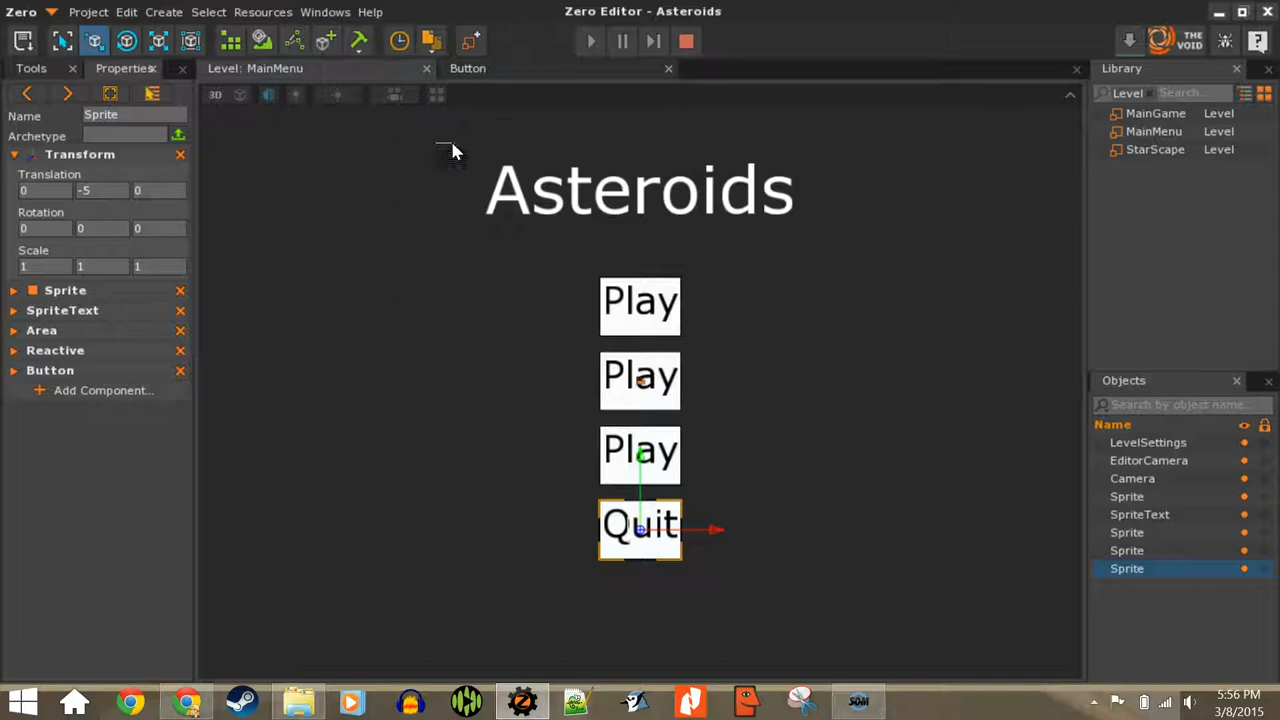 Zero Project Edit Create Select Resources Windows Help Zero Editor - Asteroids
THE VOID
Tools Properties Level: MainMenu Button Library
3D Level Search...
Name Sprite
Archetype
MainGame Level
MainMenu Level
StarScape Level
Transform
Translation
0 -5 0
Rotation
0 0 0
Scale
1 1 1
Sprite
SpriteText
Area
Reactive
Button
Add Component...
Asteroids
Play
Play
Play
Quit
Objects
Search by object name...
Name
LevelSettings
EditorCamera
Camera
Sprite
SpriteText
Sprite
Sprite
Sprite
SDM
5:56 PM
3/8/2015